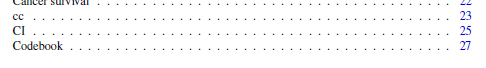 Cancer survival . . . . . . . . . . . . . . . . . . . . . . . . . . . . . . . . . . . . . . . . 22
cc . . . . . . . . . . . . . . . . . . . . . . . . . . . . . . . . . . . . . . . . . . . . . . 23
CI . . . . . . . . . . . . . . . . . . . . . . . . . . . . . . . . . . . . . . . . . . . . . . 25
Codebook . . . . . . . . . . . . . . . . . . . . . . . . . . . . . . . . . . . . . . . . . . 27